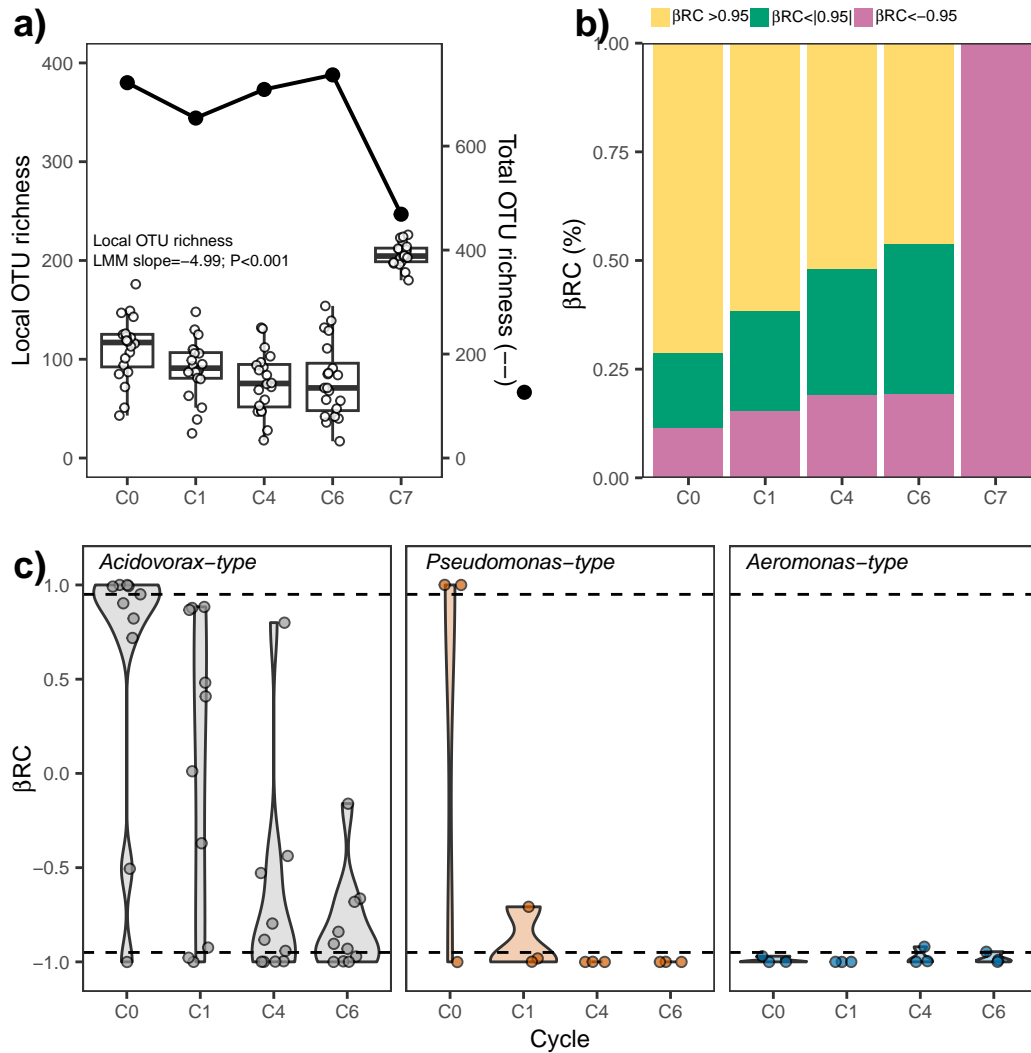 a)
400
300
200
100
0
Local OTU richness
Local OTU richness
LMM slope=−4.99; P<0.001
600
400
200
0
Total OTU richness (−−)
C0 C1 C4 C6 C7
b)
βRC >0.95 βRC<|0.95| βRC<−0.95
1.00
0.75
0.50
0.25
0.00
βRC (%)
C0 C1 C4 C6 C7
c)
Acidovorax−type Pseudomonas−type Aeromonas−type
1.0
0.5
0.0
−0.5
−1.0
βRC
C0 C1 C4 C6 C0 C1 C4 C6 C0 C1 C4 C6
Cycle